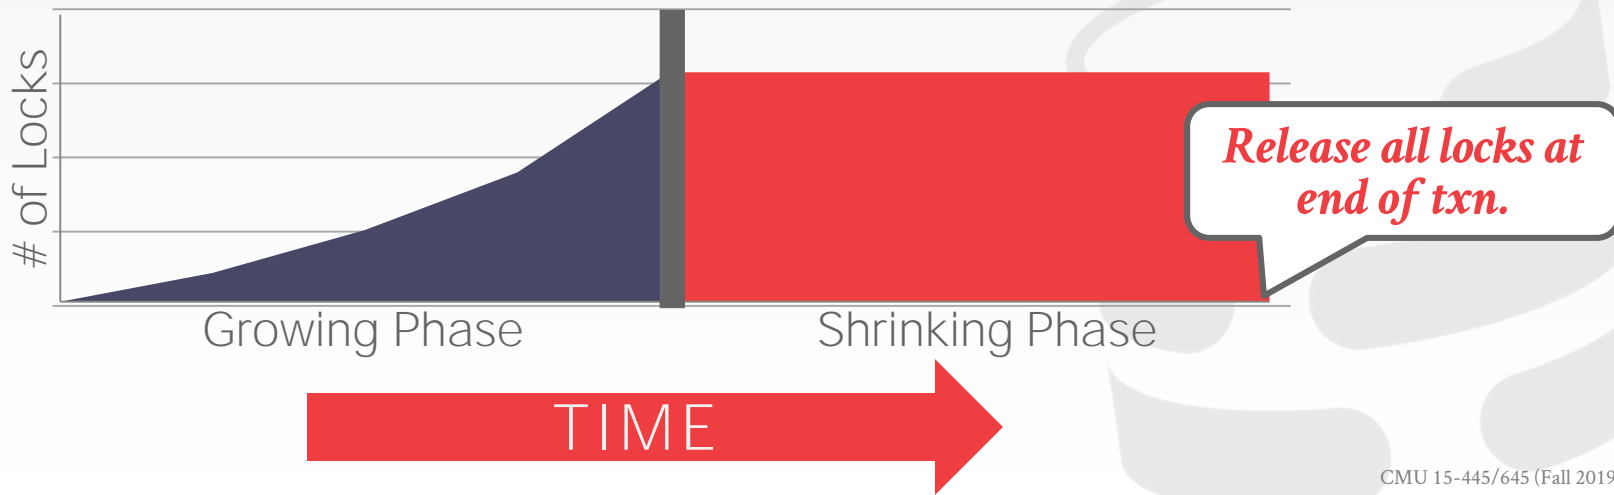 # of Locks
Release all locks at
end of txn.
Growing Phase
Shrinking Phase
TIME
CMU 15-445/645 (Fall 2019